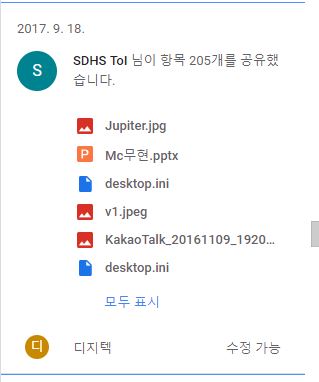 2017. 9. 18.
S
SDHS ToI 님이 항목 205개를 공유했
습니다.
Jupiter.jpg
P
Mc무현.pptx
desktop.ini
v1.jpeg
KakaoTalk_20161109_1920...
desktop.ini
모두 표시
디
디지텍
수정 가능